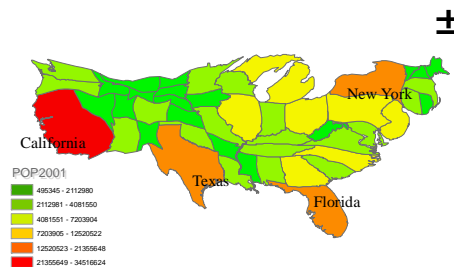 New York
California
Texas
Florida
POP2001
495345 - 2112980
2112981 - 4081550
4081551 - 7203904
7203905 - 12520522
12520523 - 21355648
21355649 - 34516624